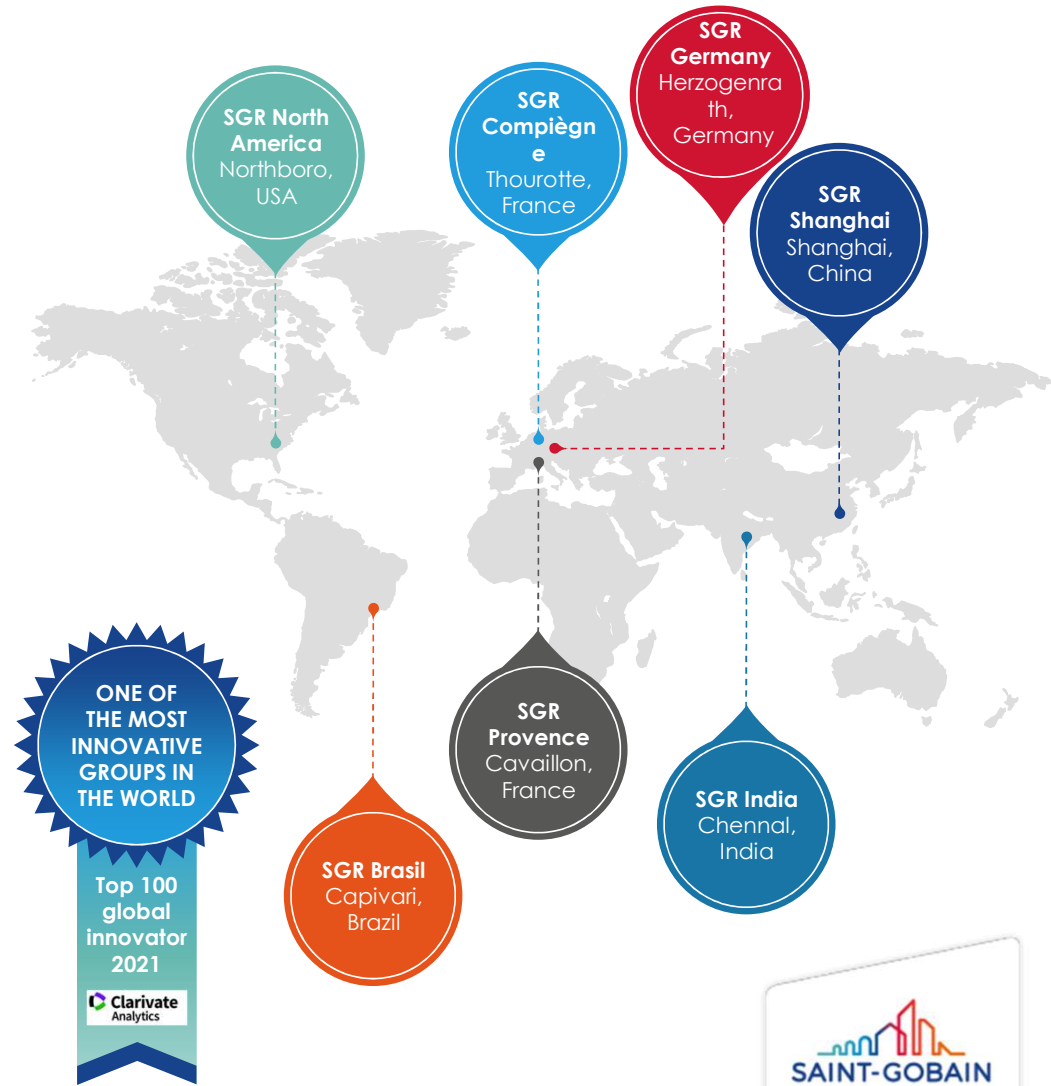 SGR
Germany
Herzogenra
th,
Germany
SGR North
America
Northboro,
USA
SGR
Compiègn
e
Thourotte,
France
SGR
Shanghai
Shanghai,
China
ONE OF
THE MOST
INNOVATIVE
GROUPS IN
THE WORLD
Top 100
global
innovator
2021
Clarivate
Analytics
SGR Brasil
Capivari,
Brazil
SGR
Provence
Cavaillon,
France
SGR India
Chennal,
India
SAINT-GOBAIN